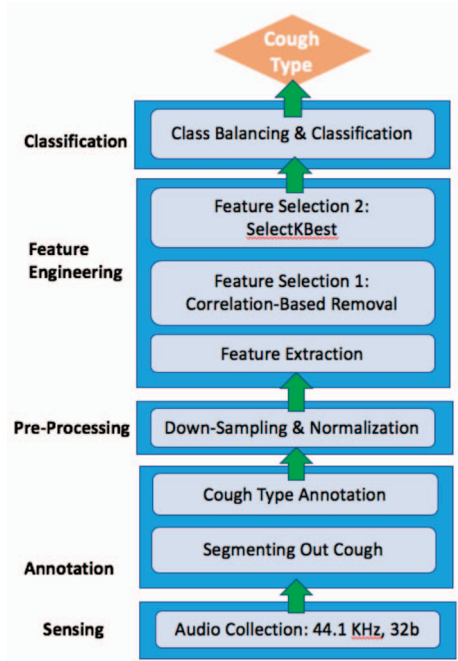 Cough
Type
Classification
Class Balancing & Classification
Feature
Engineering
Feature Selection 2:
SelectKBest
Feature Selection 1:
Correlation-Based Removal
Feature Extraction
Pre-Processing
Down-Sampling & Normalization
Annotation
Cough Type Annotation
Segmenting Out Cough
Sensing
Audio Collection: 44.1 KHz, 32b